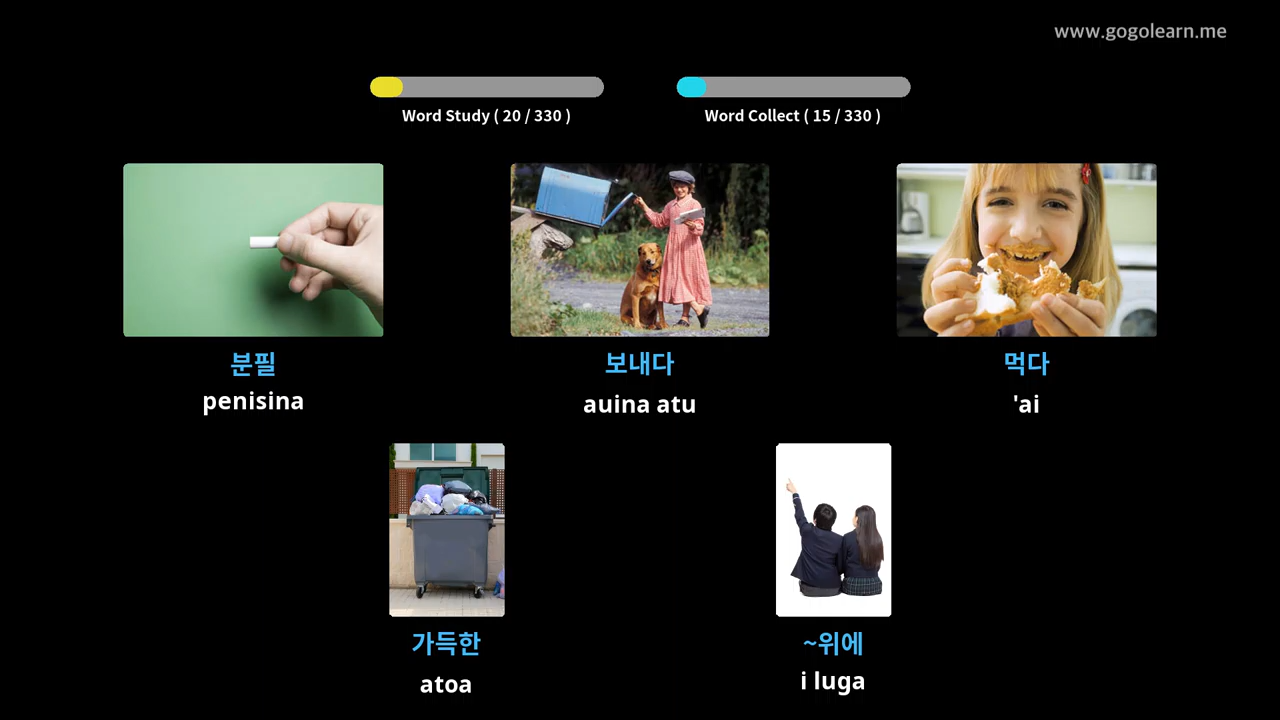 www.gogolearn.me
Word Study ( 20 / 330 )
Word Collect ( 15 / 330 )
분필
penisina
보내다
auina atu
먹다
'ai
가득한
atoa
~위에
i luga